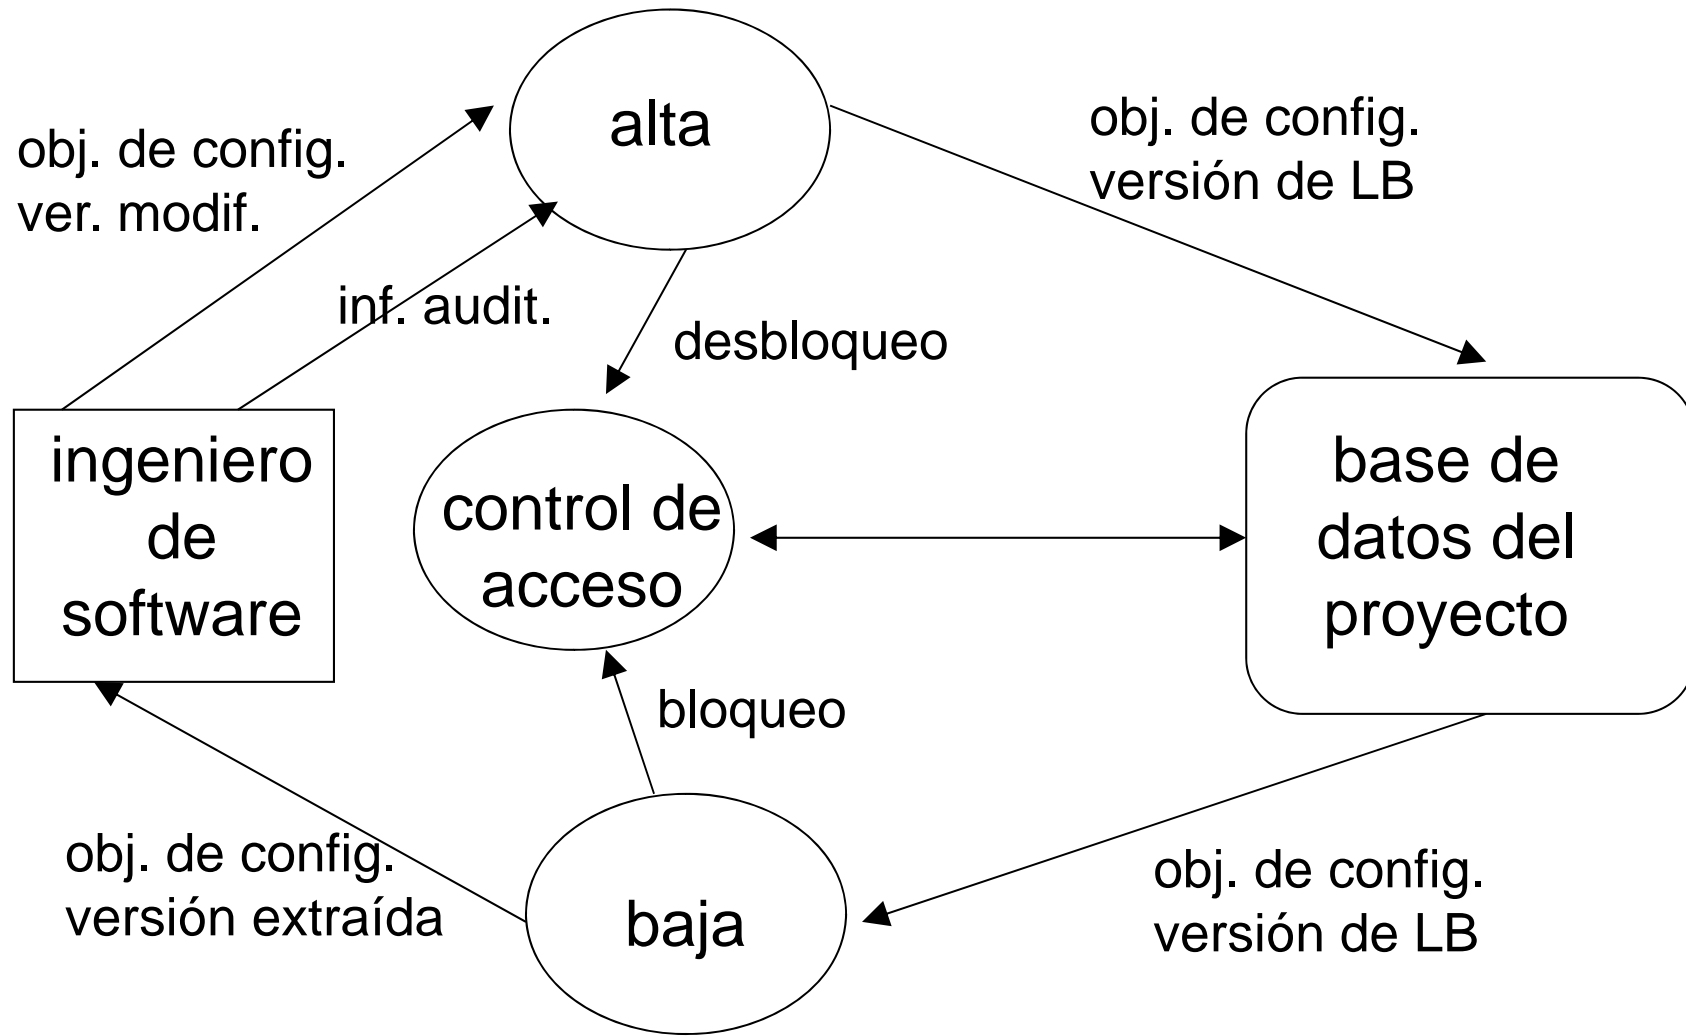 alta
obj. de config.
versión de LB
obj. de config.
ver. modif.
inf. audit.
desbloqueo
ingeniero
de
software
control de
acceso
base de
datos del
proyecto
bloqueo
obj. de config.
versión extraída
baja
obj. de config.
versión de LB